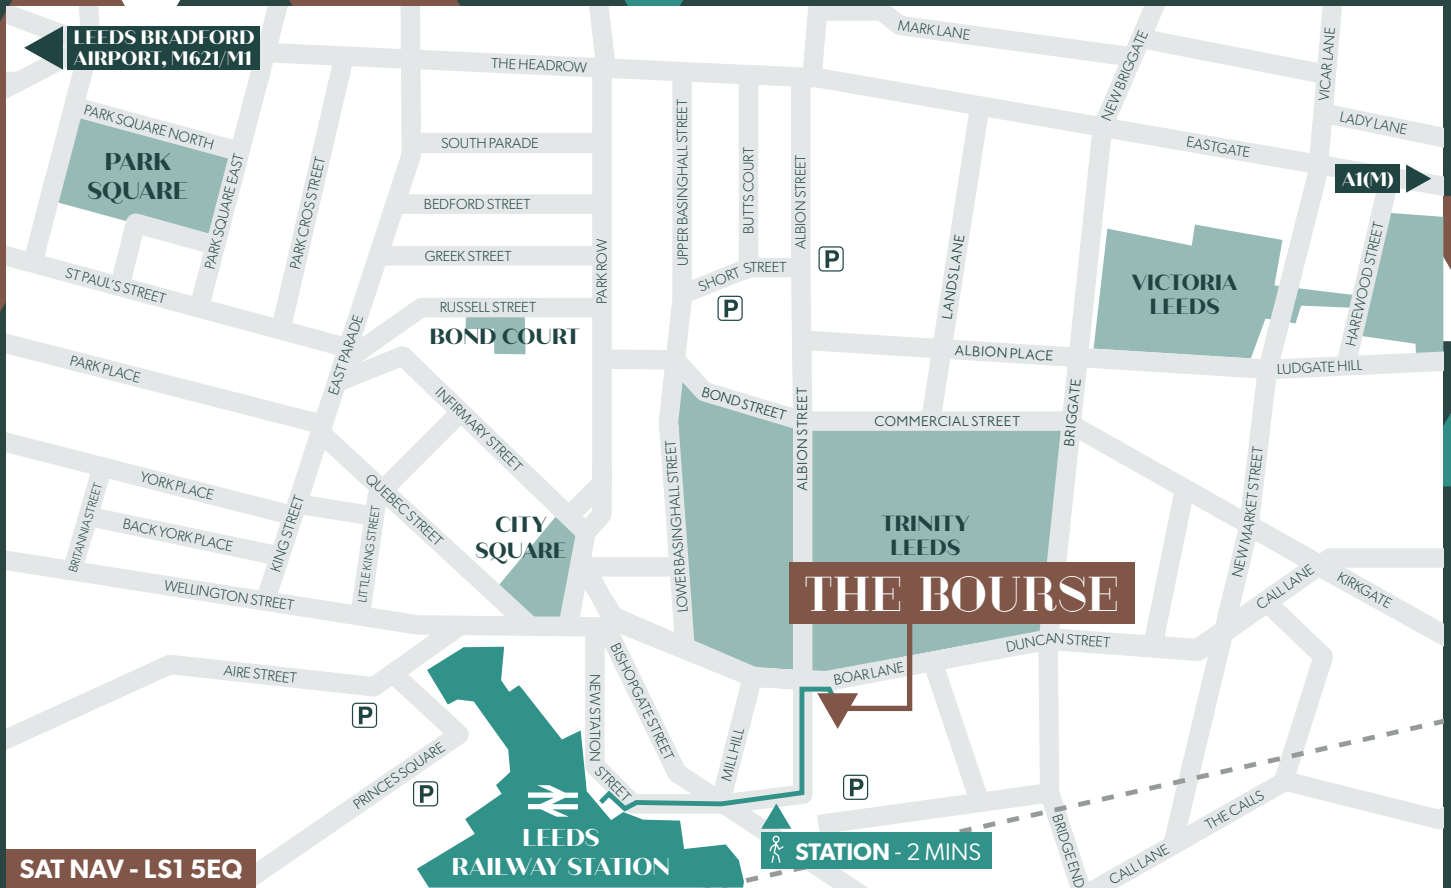 LEEDS BRADFORD
AIRPORT, M621/M1
THE HEADROW
MARK LANE
NEW BRIGGATE
VICAR LANE
LADY LANE
EASTGATE
A1(M)
PARK SQUARE NORTH
PARK
SQUARE
PARK SQUARE EAST
PARK CROS STREET
SOUTH PARADE
BEDFORD STREET
GREEK STREET
RUSSELL STREET
BOND COURT
PARK ROW
UPPER BASINGHALL STREET
BUTTS COURT
ALBION STREET
SHORT STREET
P
P
LANDS LANE
VICTORIA
LEEDS
HAREWOOD STREET
ST PAUL'S STREET
EAST PARADE
PARK PLACE
ALBION PLACE
LUDGATE HILL
INFIRMARY STREET
BOND STREET
ALBION STREET
COMMERCIAL STREET
BRIGGATE
LOWER BASINGHALL STREET
NEW MARKET STREET
YORK PLACE
BACK YORK PLACE
BRITANNIA STREET
KING STREET
LITTLE KING STREET
QUEBEC STREET
CITY
SQUARE
TRINITY
LEEDS
THE BOURSE
WELLINGTON STREET
CALL LANE
KIRKGATE
DUNCAN STREET
BOAR LANE
AIRE STREET
P
NEW STATION STREET
BISHOPGATE STREET
MILL HILL
PRINCES SQUARE
P
P
LEEDS
RAILWAY STATION
STATION - 2 MINS
BRIDGE END
THE CALLS
CALL LANE
SAT NAV - LS1 5EQ